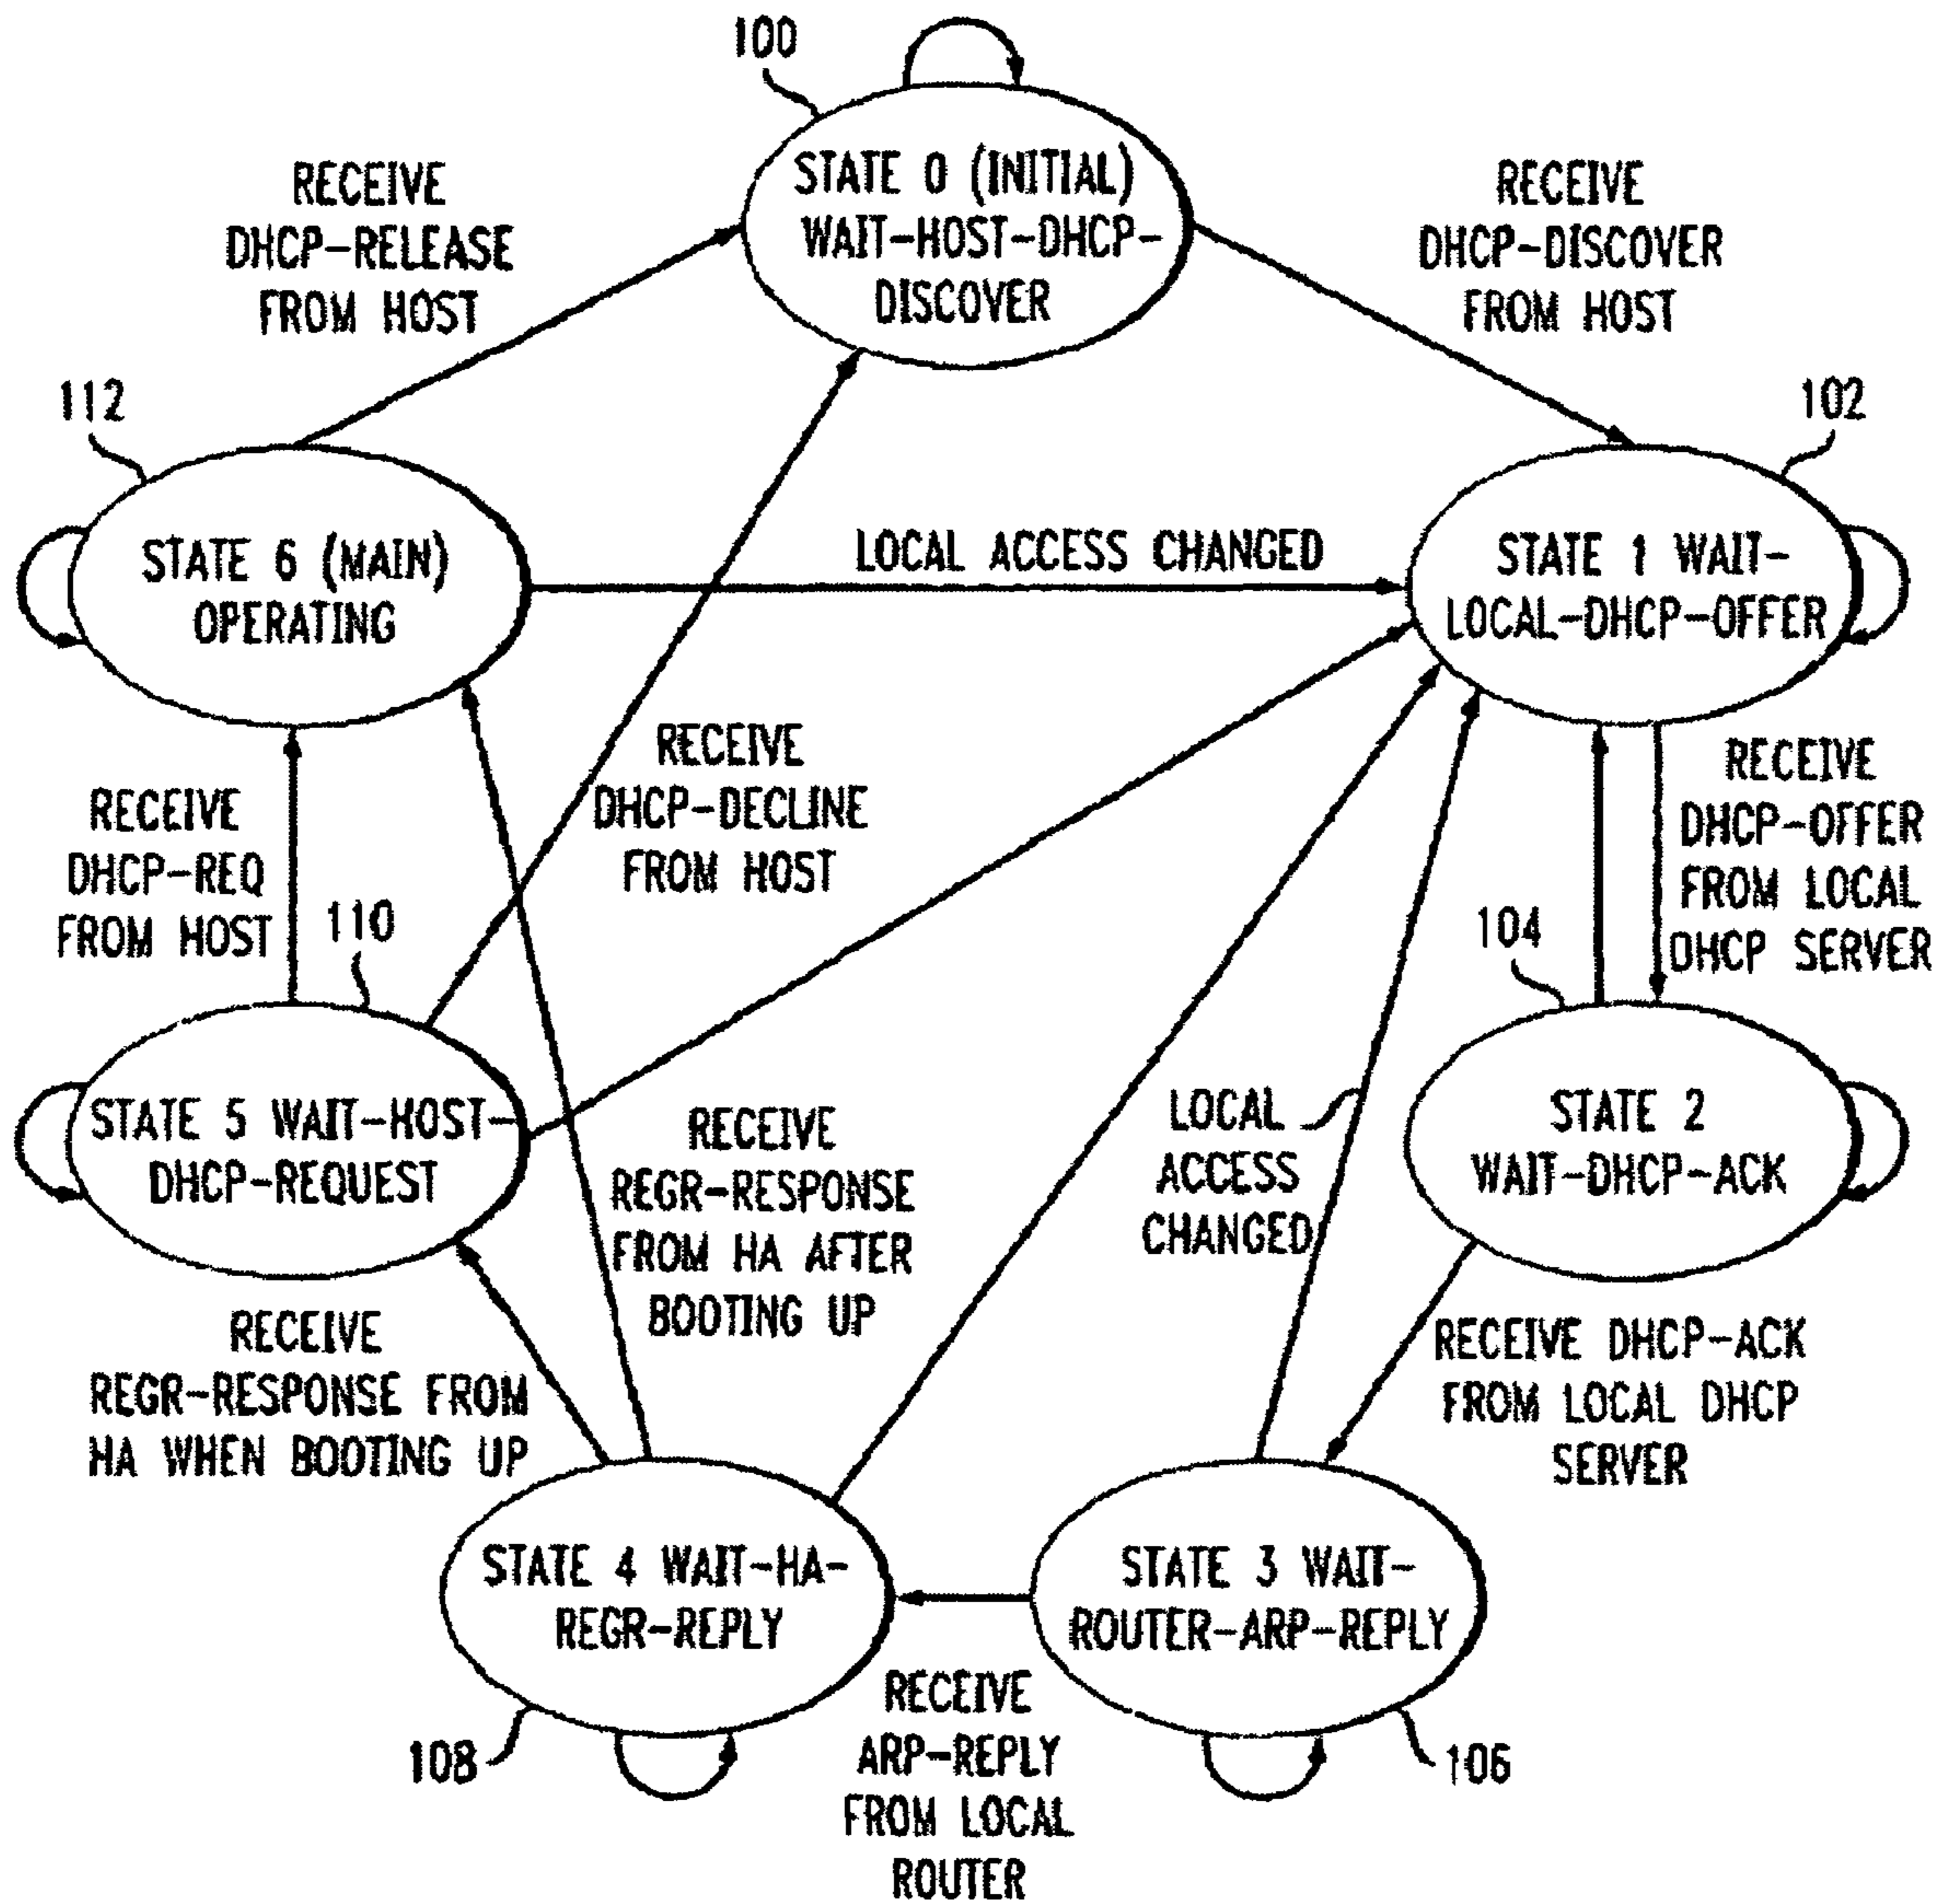 100
STATE 0 (INITIAL)
WAIT-HOST-DHCP-
DISCOVER
RECEIVE
DHCP-RELEASE
FROM HOST
RECEIVE
DHCP-DISCOVER
FROM HOST
112
102
STATE 6 (MAIN)
OPERATING
LOCAL ACCESS CHANGED
STATE 1 WAIT-
LOCAL-DHCP-OFFER
RECEIVE
DHCP-REQ
FROM HOST
RECEIVE
DHCP-DECLINE
FROM HOST
RECEIVE
DHCP-OFFER
FROM LOCAL
DHCP SERVER
110
104
STATE 5 WAIT-HOST-
DHCP-REQUEST
RECEIVE
REGR-RESPONSE
FROM HA AFTER
BOOTING UP
LOCAL
ACCESS
CHANGED
STATE 2
WAIT-DHCP-ACK
RECEIVE
REGR-RESPONSE FROM
HA WHEN BOOTING UP
RECEIVE DHCP-ACK
FROM LOCAL DHCP
SERVER
STATE 4 WAIT-HA-
REGR-REPLY
STATE 3 WAIT-
ROUTER-ARP-REPLY
108
RECEIVE
ARP-REPLY
FROM LOCAL
ROUTER
106